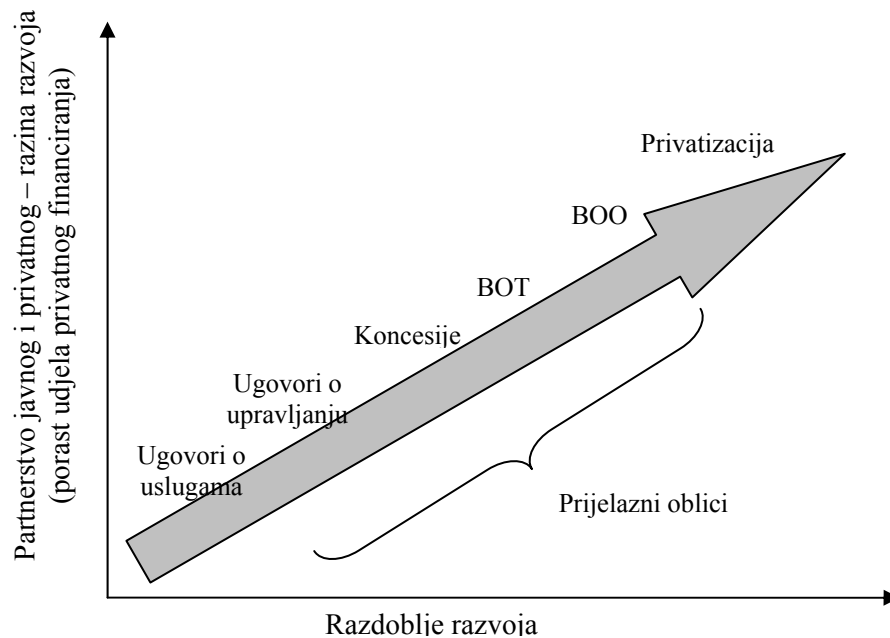 Partnerstvo javnog i privatnog – razina razvoja
(porast udjela privatnog financiranja)
Privatizacija
BOO
BOT
Koncesije
Ugovori o
upravljanju
Ugovori o
uslugama
Prijelazni oblici
Razdoblje razvoja